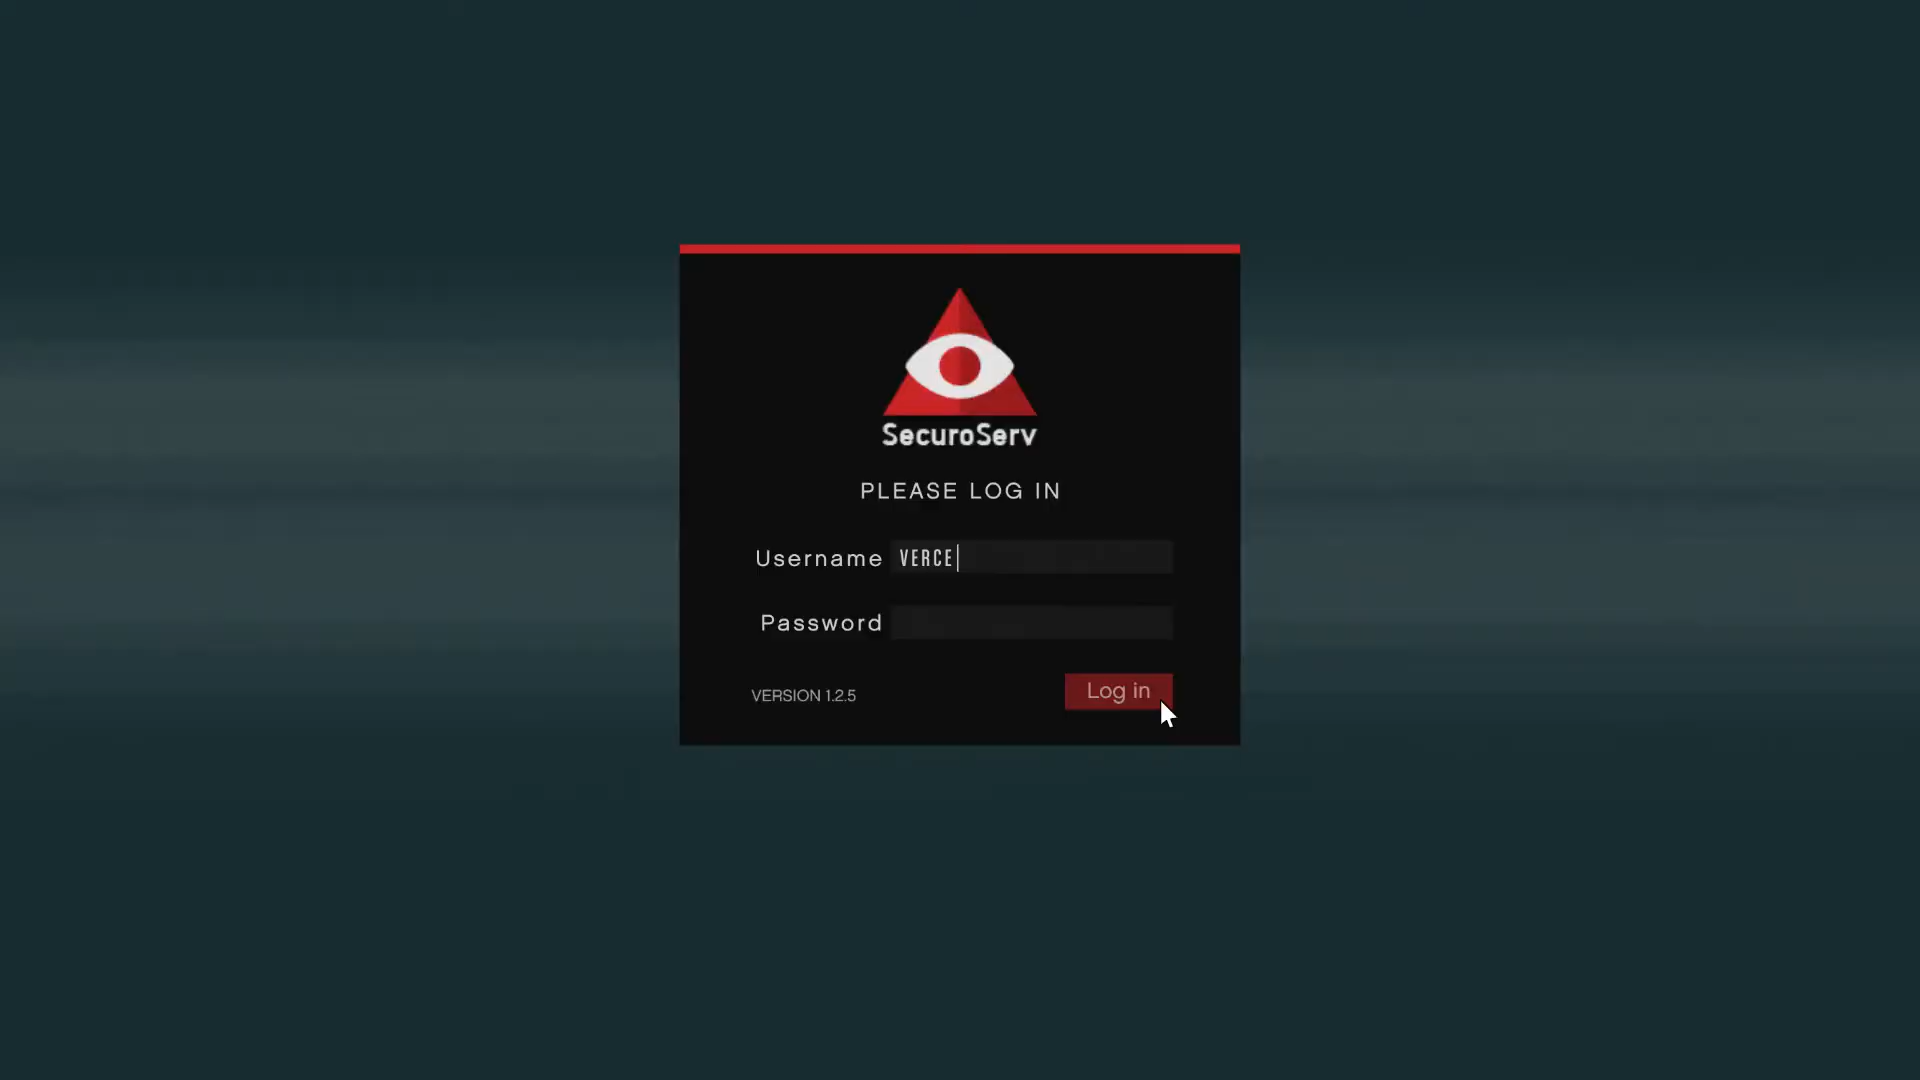 SecuroServ
PLEASE LOG IN
Username VERCE
Password
VERSION 1.2.5
Log in